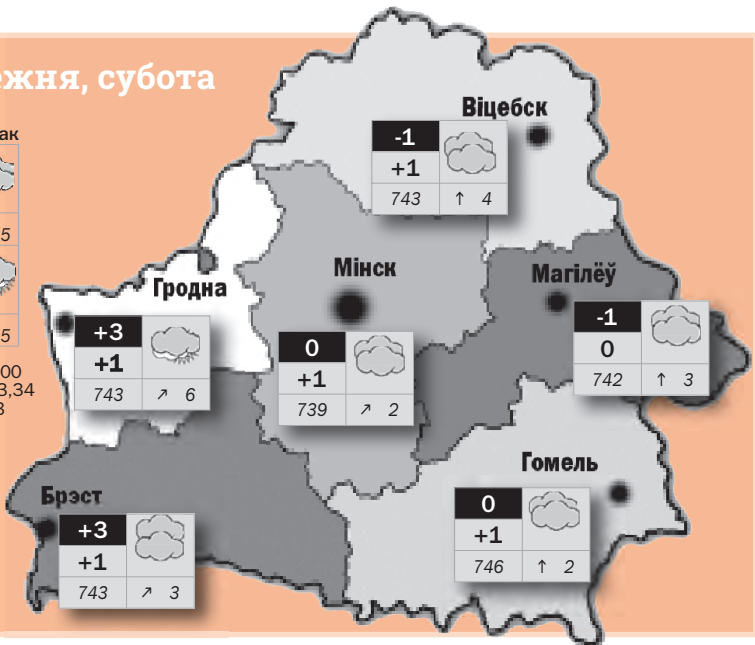 ежня, субота
ак
5
5
00
3,34
3
Віцебск
-1
+1
743 ↑ 4
Мінск
0
+1
739 ↗ 2
Магілёў
-1
0
742 ↑ 3
Гродна
+3
+1
743 ↗ 6
Гомель
0
+1
746 ↑ 2
Брэст
+3
+1
743 ↗ 3